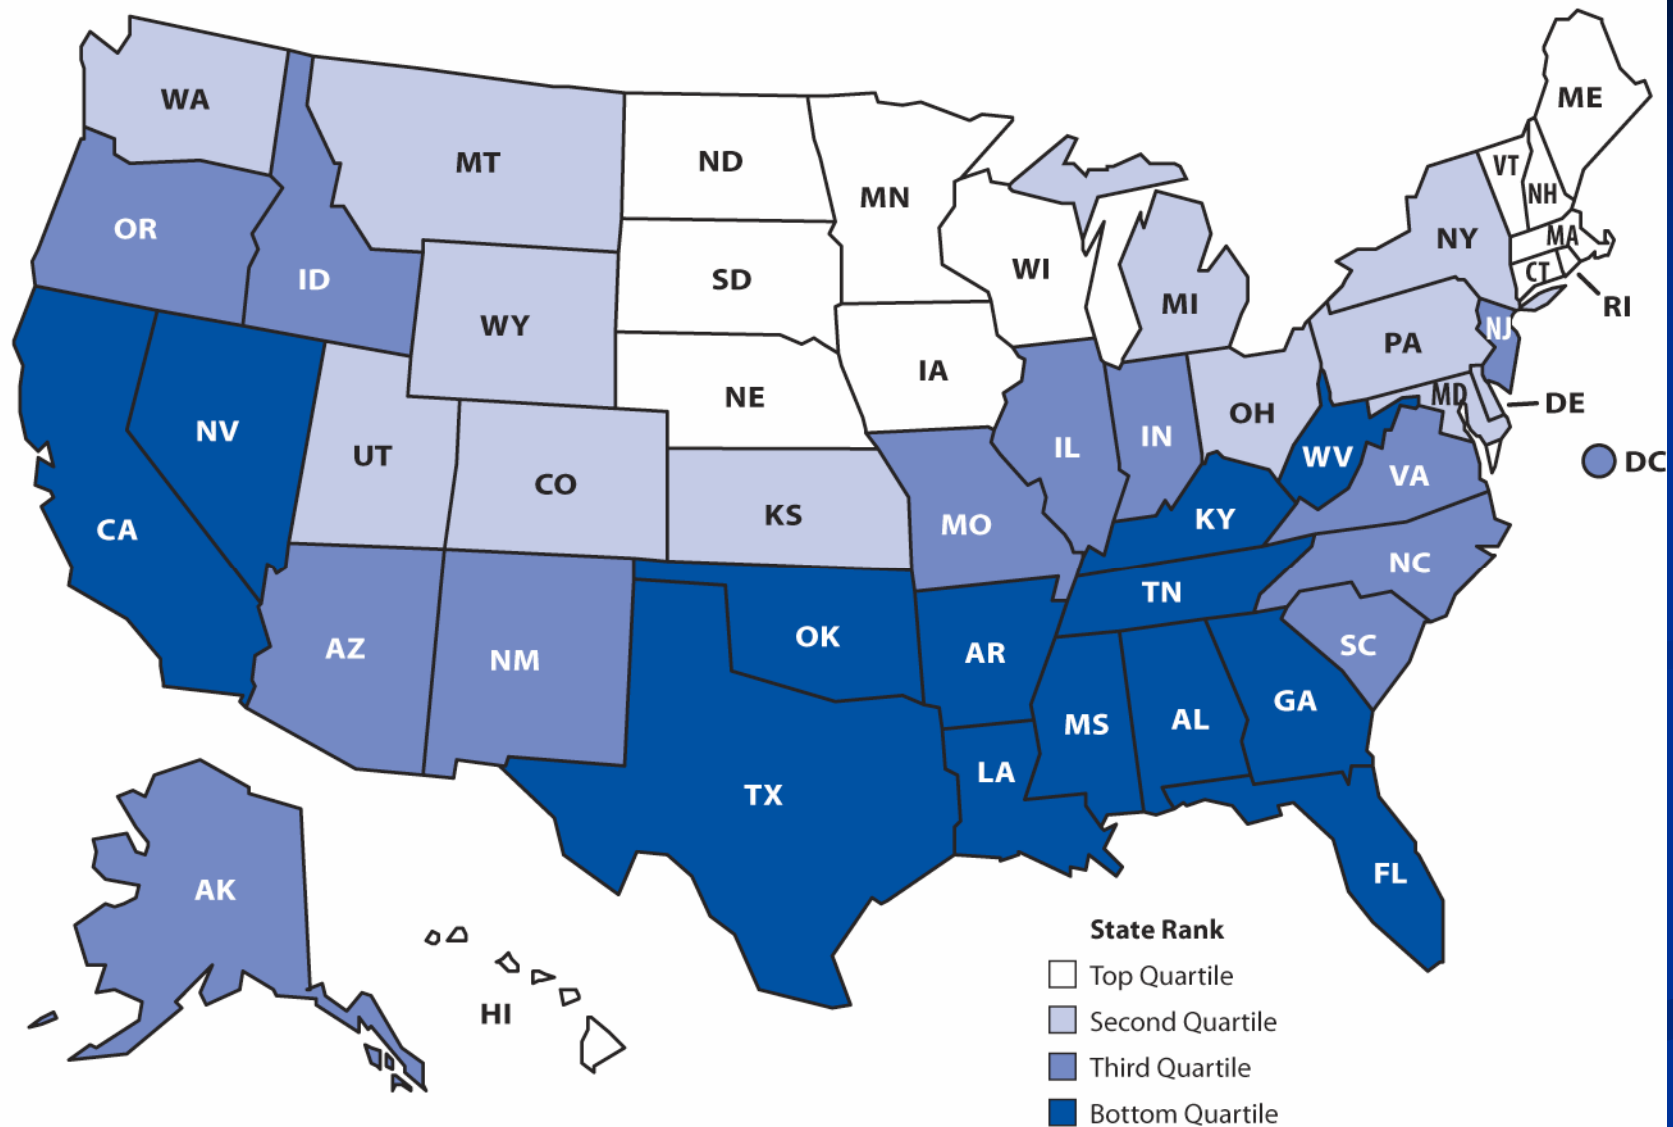 WA
MT
ND
MN
ME
VT
NH
OR
ID
SD
WI
NY
MA
CT
RI
WY
MI
NJ
PA
IA
NE
MD
DE
NV
UT
CO
IL
IN
OH
WV
VA
DC
CA
KS
MO
KY
NC
TN
AZ
NM
OK
AR
SC
MS
AL
GA
LA
TX
AK
FL
HI
State Rank
Top Quartile
Second Quartile
Third Quartile
Bottom Quartile